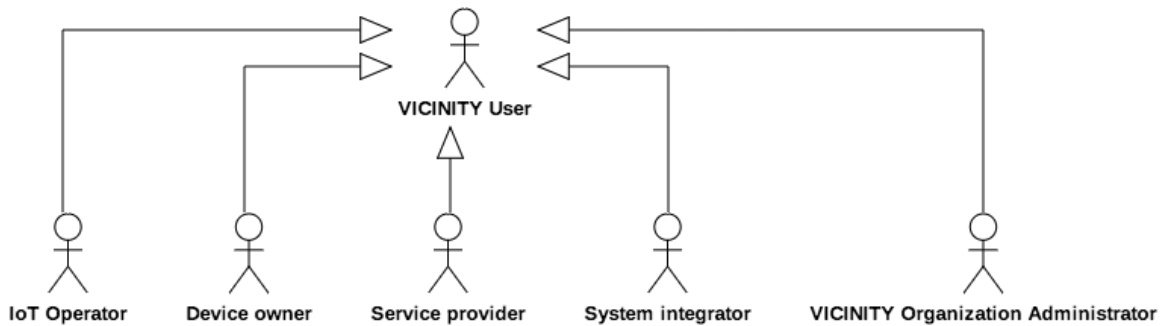 VICINITY User
IoT Operator
Device owner
Service provider
System integrator
VICINITY Organization Administrator